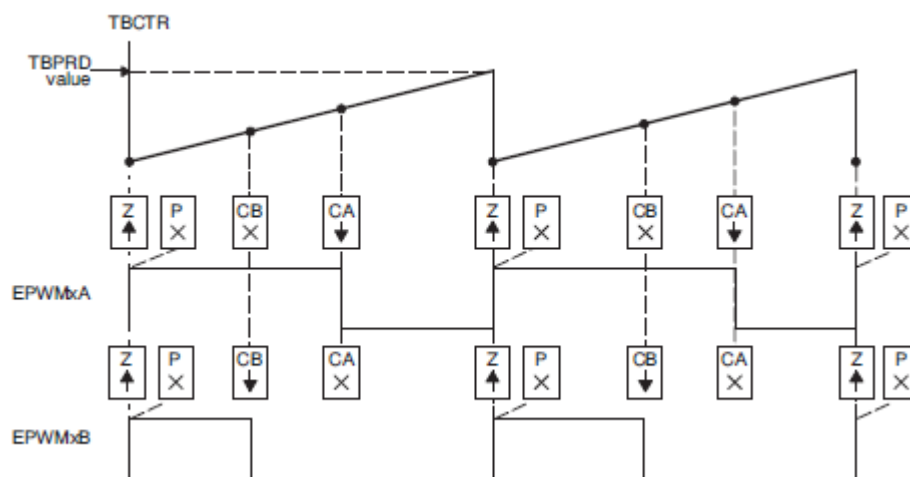 TBCTR
TBPRD
value
Z P CB CA Z P CB CA Z P
EPWMxA
Z P CB CA Z P CB CA Z P
EPWMxB